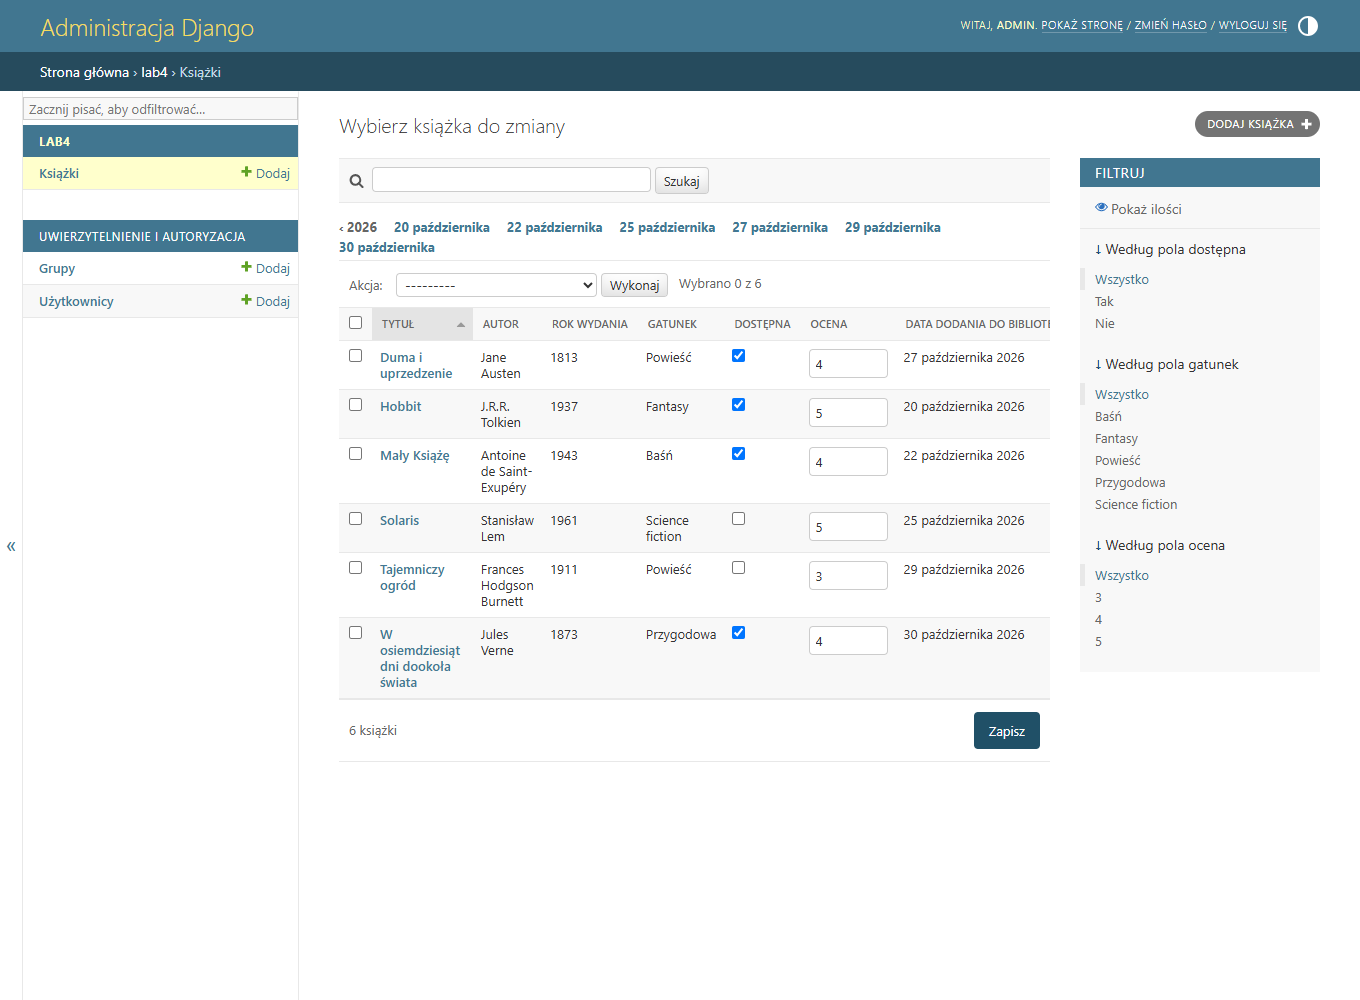 Administracja Django
WITAJ, ADMIN. POKAŻ STRONĘ / ZMIEŃ HASŁO / WYLOGUJ SIĘ
Strona główna › lab4 › Książki
Zacznij pisać, aby odfiltrować...
LAB4
Książki + Dodaj
UWIERZYTELNIENIE I AUTORYZACJA
Grupy + Dodaj
Użytkownicy + Dodaj
«
Wybierz książka do zmiany
DODAJ KSIĄŻKA +
Szukaj
‹ 2026 20 października 22 października 25 października 27 października 29 października
30 października
Akcja: --------- Wykonaj Wybrano 0 z 6
TYTUŁ AUTOR ROK WYDANIA GATUNEK DOSTĘPNA OCENA DATA DODANIA DO BIBLIOTI
Duma i uprzedzenie Jane Austen 1813 Powieść 4 27 października 2026
Hobbit J.R.R. Tolkien 1937 Fantasy 5 20 października 2026
Mały Książę Antoine de Saint-Exupéry 1943 Baśń 4 22 października 2026
Solaris Stanisław Lem 1961 Science fiction 5 25 października 2026
Tajemniczy ogród Frances Hodgson Burnett 1911 Powieść 3 29 października 2026
W osiemdziesiąt dni dookoła świata Jules Verne 1873 Przygodowa 4 30 października 2026
6 książki
Zapisz
FILTRUJ
Pokaż ilości
↓ Według pola dostępna
Wszystko
Tak
Nie
↓ Według pola gatunek
Wszystko
Baśń
Fantasy
Powieść
Przygodowa
Science fiction
↓ Według pola ocena
Wszystko
3
4
5